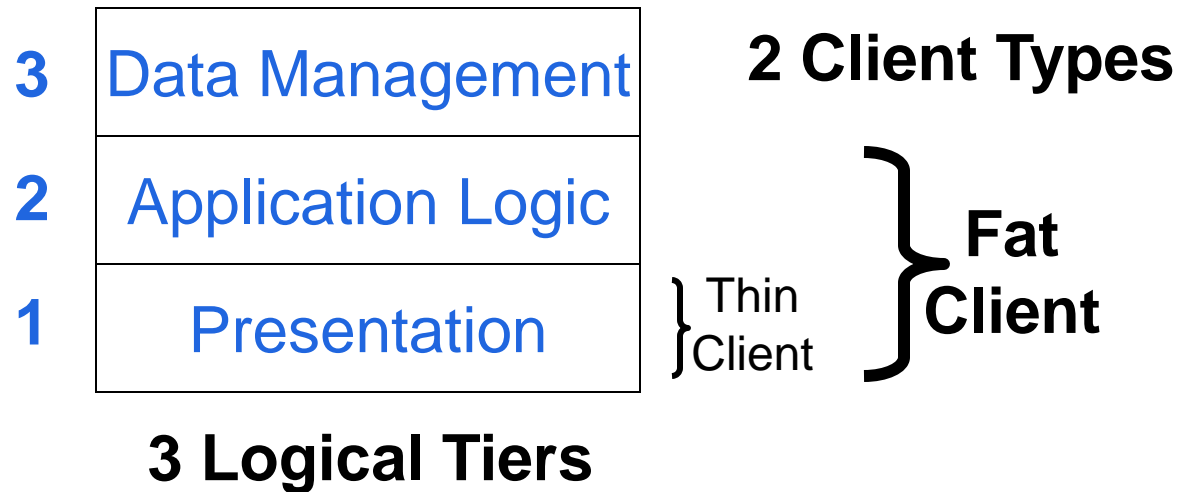 3 Data Management
2 Client Types
2 Application Logic
Fat
Client
1 Presentation
Thin
Client
3 Logical Tiers